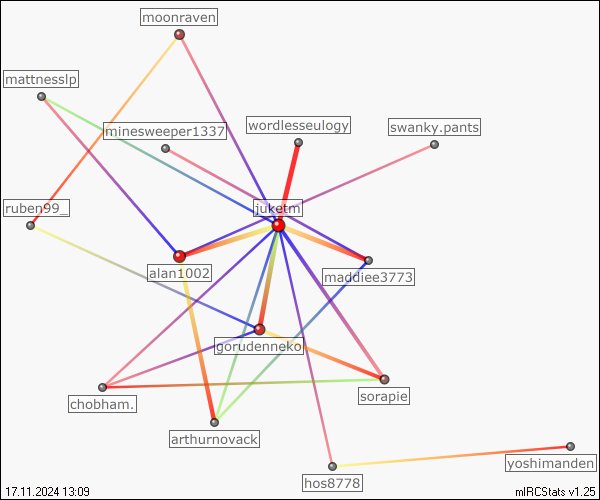 moonraven
mattnesslp
minesweeper1337
wordlesseulogy
swanky.pants
ruben99_
juketm
alan1002
maddiee3773
gorudenneko
chobham.
sorapie
arthurnovack
hos8778
yoshimanden
17.11.2024 13:09
mIRCStats v1.25